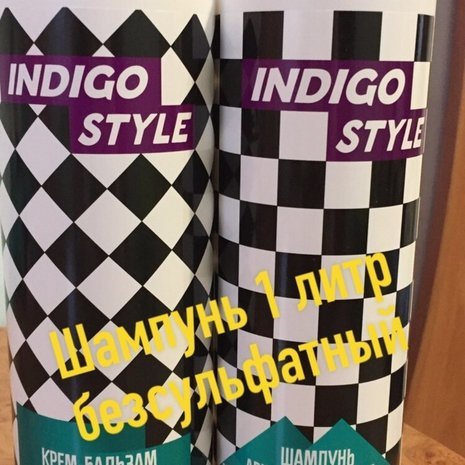 INDIGO
STYLE
INDIGO
STYLE
Шампунь 1 литр
безсульфатный
КРЕМ-БАЛЬЗАМ
ШАМПУНЬ